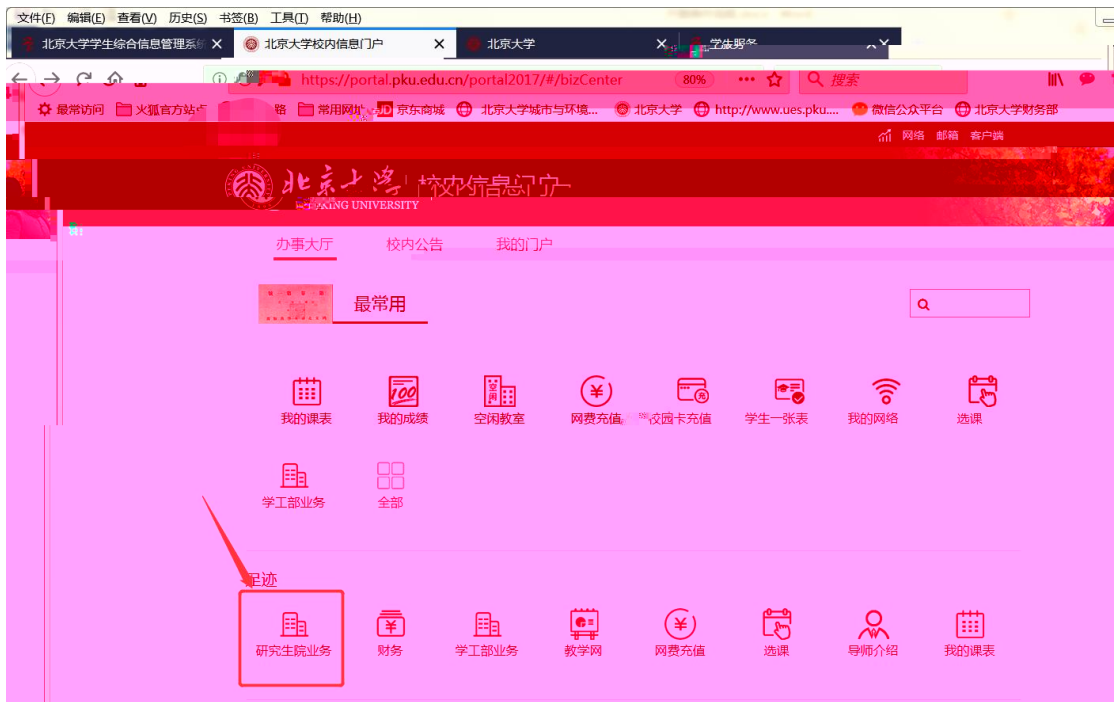 文件(F) 编辑(E) 查看(V) 历史(S) 书签(B) 工具(T) 帮助(H)
北京大学学生综合信息管理系统 北京大学校内信息门户 北京大学 学生服务
https://portal.pku.edu.cn/portal2017/#/bizCenter 80% 搜索
最常访问 火狐官方站点 常用网址 JD 京东商城 北京大学城市与环境... 北京大学 http://www.ues.pku.... 微信公众平台 北京大学财务部
网络 邮箱 客户端
北京大学 校内信息门户
UNIVERSITY
办事大厅 校内公告 我的门户
最常用
我的课表 我的成绩 空闲教室 网费充值 校园卡充值 学生一张表 我的网络 选课
学工部业务 全部
足迹
研究生院业务 财务 学工部业务 教学网 网费充值 选课 导师介绍 我的课表